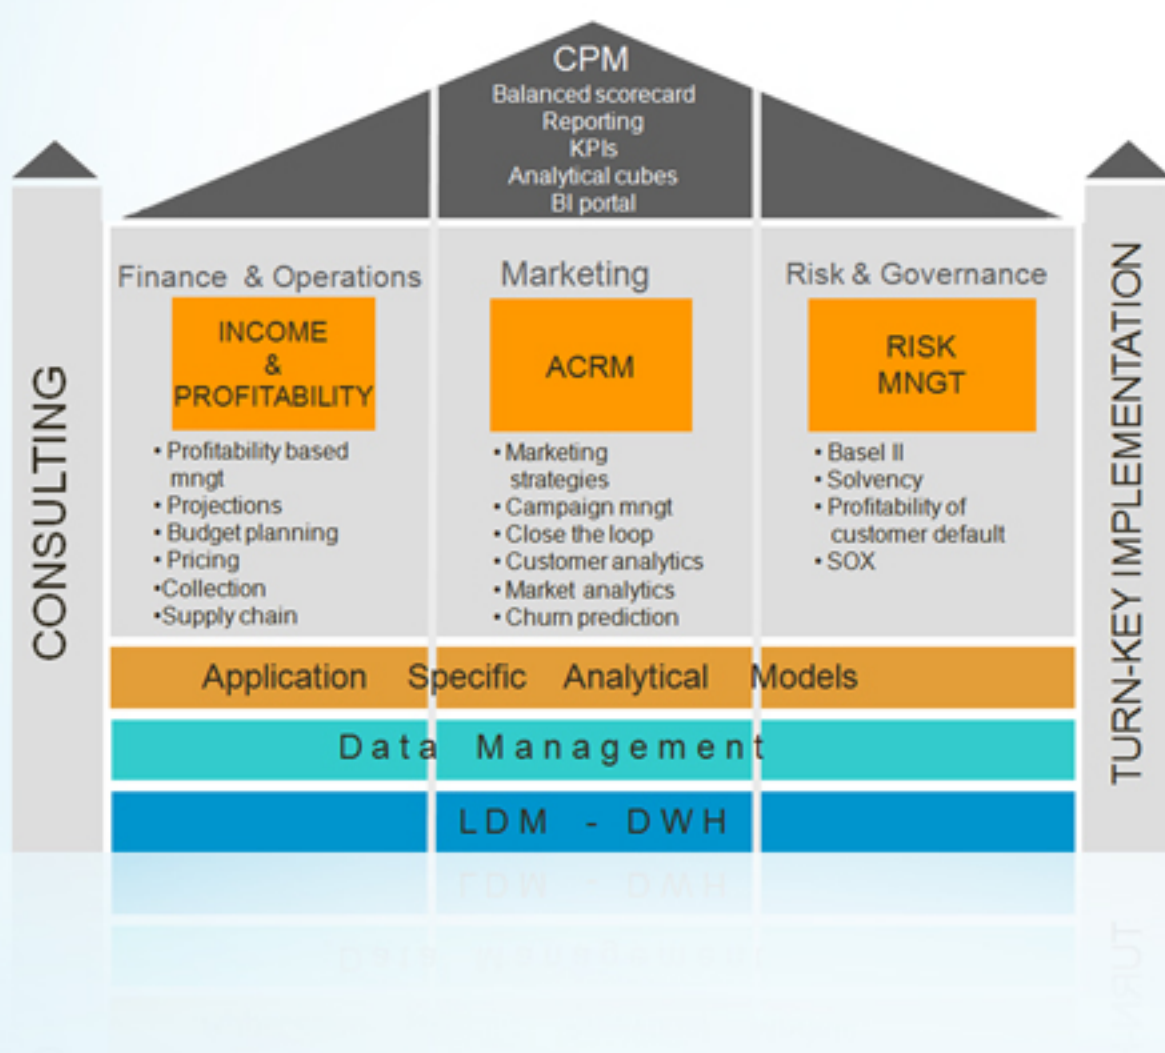 CPM
Balanced scorecard
Reporting
KPIs
Analytical cubes
BI portal
CONSULTING
Finance & Operations
INCOME
&
PROFITABILITY
• Profitability based
mngt
• Projections
• Budget planning
• Pricing
•Collection
•Supply chain
Marketing
ACRM
• Marketing
strategies
• Campaign mngt
• Close the loop
• Customer analytics
• Market analytics
• Churn prediction
Risk & Governance
RISK
MNGT
• Basel II
• Solvency
• Profitability of
customer default
• SOX
TURN-KEY IMPLEMENTATION
Application Specific Analytical Models
Data Management
LDM - DWH